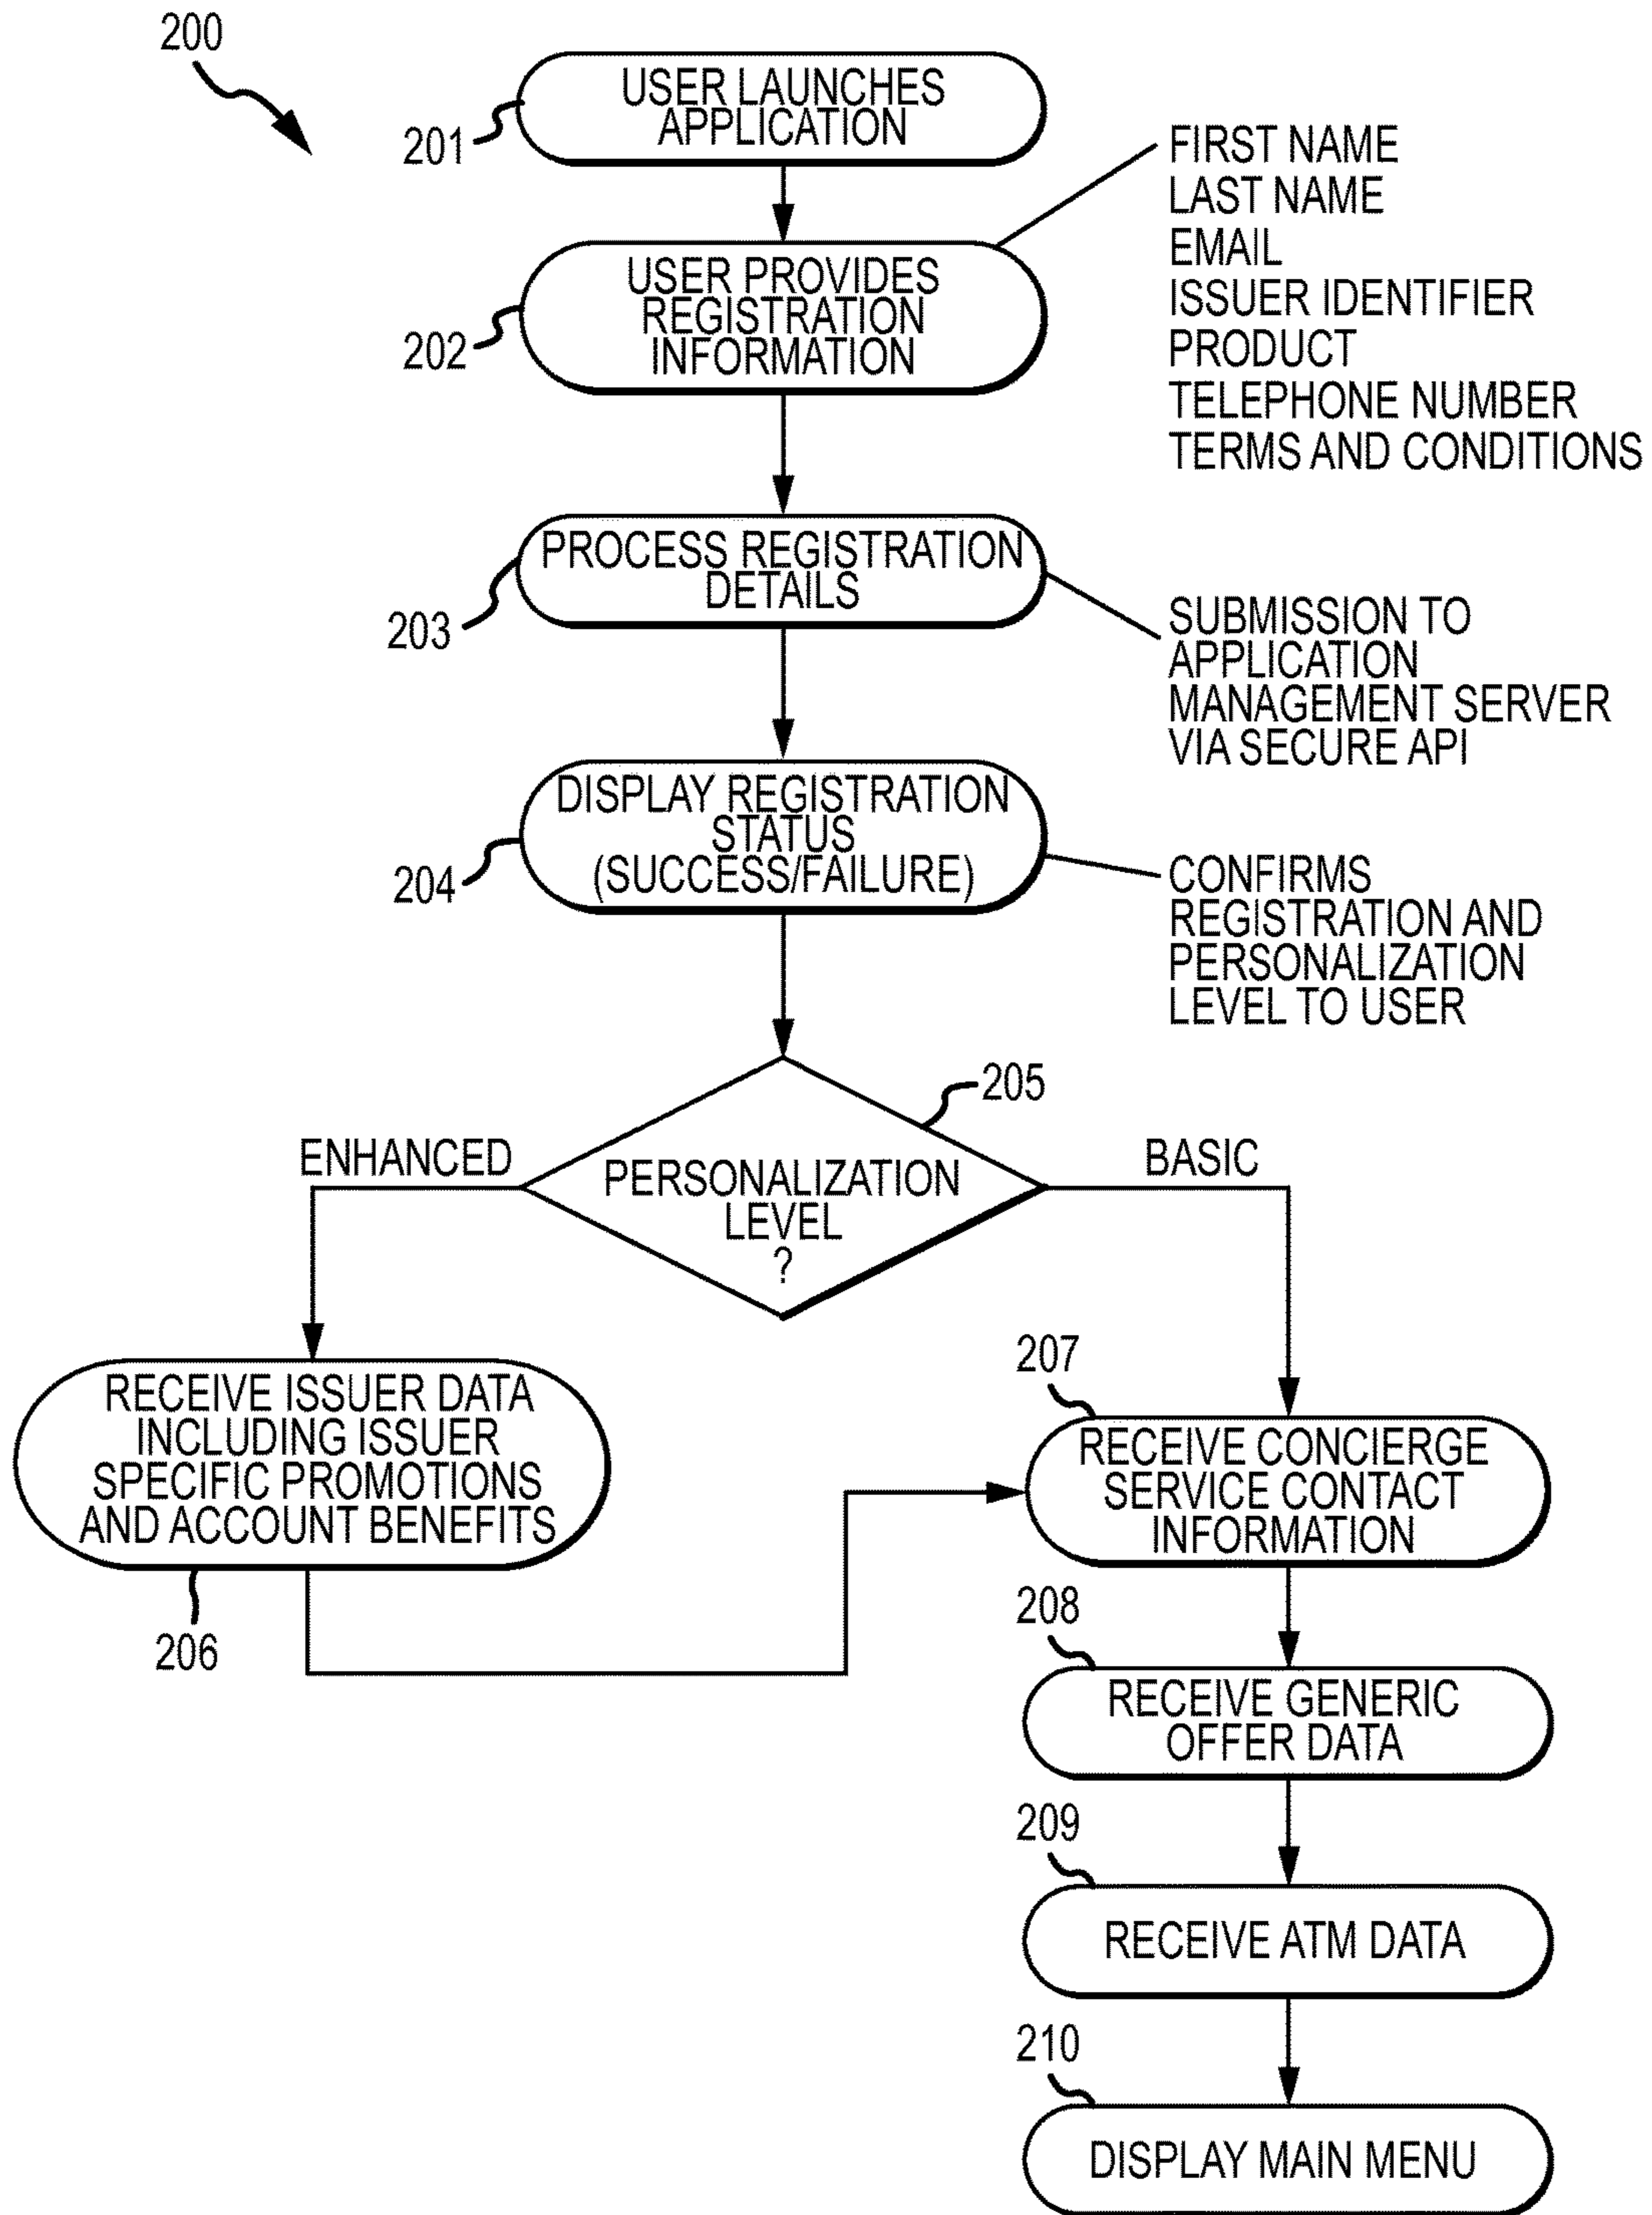 200
USER LAUNCHES
APPLICATION
201
FIRST NAME
LAST NAME
EMAIL
ISSUER IDENTIFIER
PRODUCT
TELEPHONE NUMBER
TERMS AND CONDITIONS
USER PROVIDES
REGISTRATION
INFORMATION
202
PROCESS REGISTRATION
DETAILS
203
SUBMISSION TO
APPLICATION
MANAGEMENT SERVER
VIA SECURE API
DISPLAY REGISTRATION
STATUS
(SUCCESS/FAILURE)
204
CONFIRMS
REGISTRATION AND
PERSONALIZATION
LEVEL TO USER
205
ENHANCED
PERSONALIZATION
LEVEL
?
BASIC
RECEIVE ISSUER DATA
INCLUDING ISSUER
SPECIFIC PROMOTIONS
AND ACCOUNT BENEFITS
206
207
RECEIVE CONCIERGE
SERVICE CONTACT
INFORMATION
208
RECEIVE GENERIC
OFFER DATA
209
RECEIVE ATM DATA
210
DISPLAY MAIN MENU